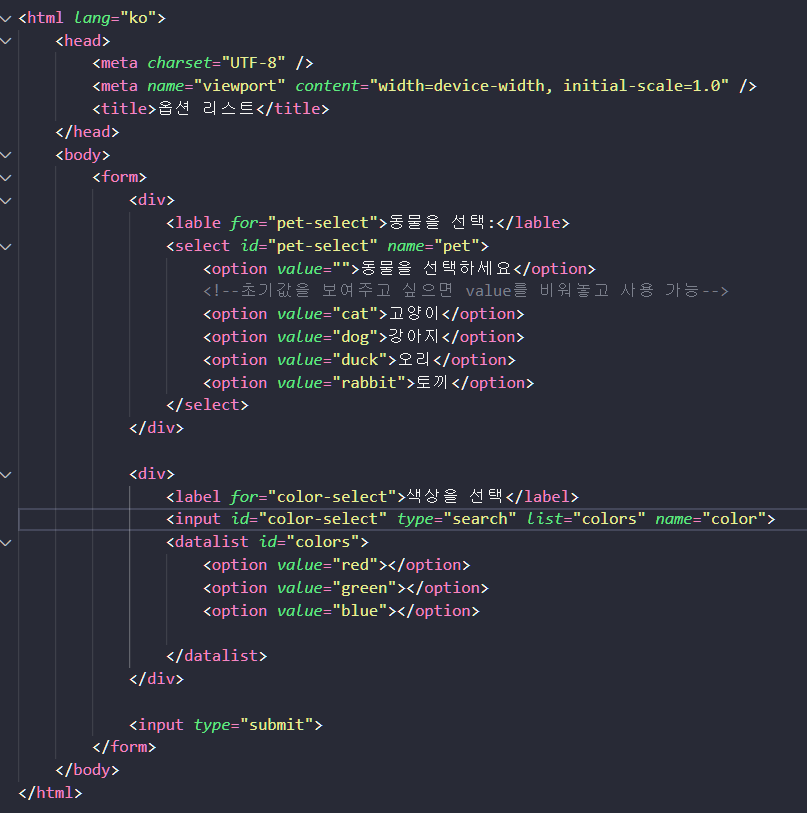 <html lang="ko">
<head>
<meta charset="UTF-8" />
<meta name="viewport" content="width=device-width, initial-scale=1.0" />
<title>옵션 리스트</title>
</head>
<body>
<form>
<div>
<lable for="pet-select">동물을 선택:</lable>
<select id="pet-select" name="pet">
<option value="">동물을 선택하세요</option>
<!--초기값을 보여주고 싶으면 value를 비워놓고 사용 가능-->
<option value="cat">고양이</option>
<option value="dog">강아지</option>
<option value="duck">오리</option>
<option value="rabbit">토끼</option>
</select>
</div>
<div>
<label for="color-select">색상을 선택</label>
<input id="color-select" type="search" list="colors" name="color">
<datalist id="colors">
<option value="red"></option>
<option value="green"></option>
<option value="blue"></option>
</datalist>
</div>
<input type="submit">
</form>
</body>
</html>